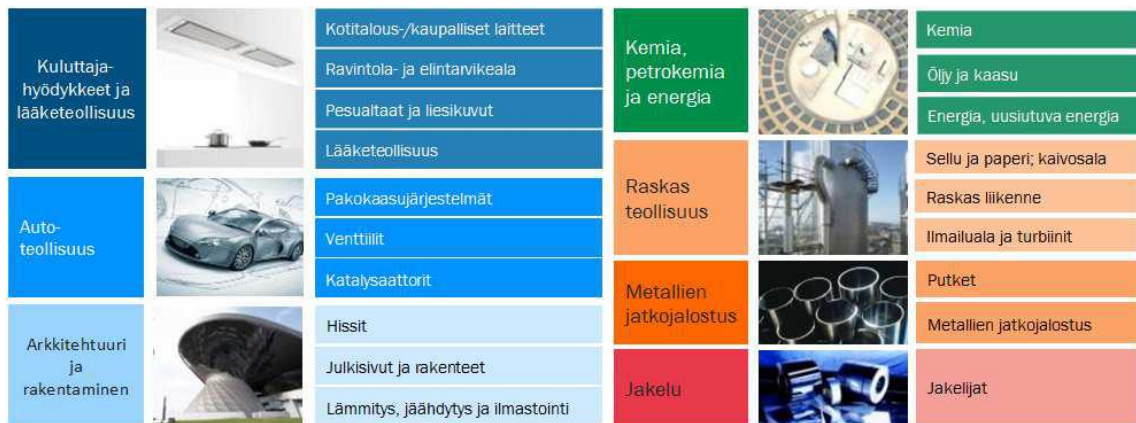 Kuluttaja-
hyödykkeet ja
lääketeollisuus
Kotitalous-/kaupalliset laitteet
Ravintola- ja elintarvikeala
Pesualtaat ja liesikuvut
Lääketeollisuus
Auto-
teollisuus
Pakokaasujärjestelmät
Venttiilit
Katalysaattorit
Arkkitehtuuri
ja
rakentaminen
Hissit
Julkisivut ja rakenteet
Lämmitys, jäähdytys ja ilmastointi
Kemia,
petrokemia
ja energia
Kemia
Öljy ja kaasu
Energia, uusiutuva energia
Raskas
teollisuus
Sellu ja paperi; kaivosala
Raskas liikenne
Ilmailuala ja turbiinit
Metallien
jatkojalostus
Putket
Metallien jatkojalostus
Jakelu
Jakelijat